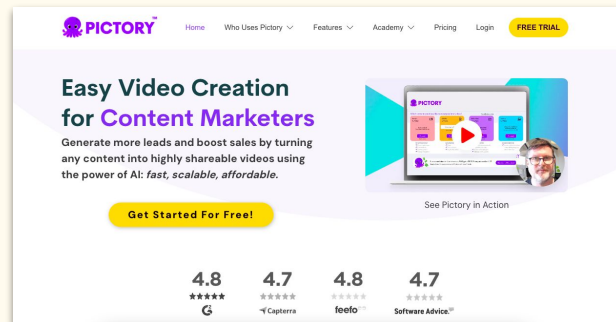 PICTORY
Home Who Uses Pictory Features Academy Pricing Login FREE TRIAL
Easy Video Creation
for Content Marketers
Generate more leads and boost sales by turning
any content into highly shareable videos using
the power of AI: fast, scalable, affordable.
Get Started For Free!
PICTORY
See Pictory in Action
4.8 4.7 4.8 4.7
Capterra feefo Software Advice.